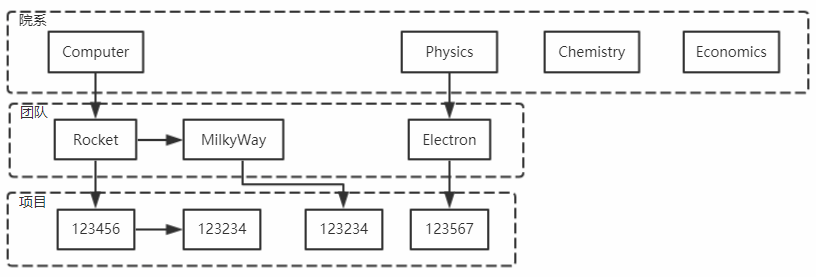 院系
Computer
Physics
Chemistry
Economics
团队
Rocket
MilkyWay
Electron
项目
123456
123234
123234
123567